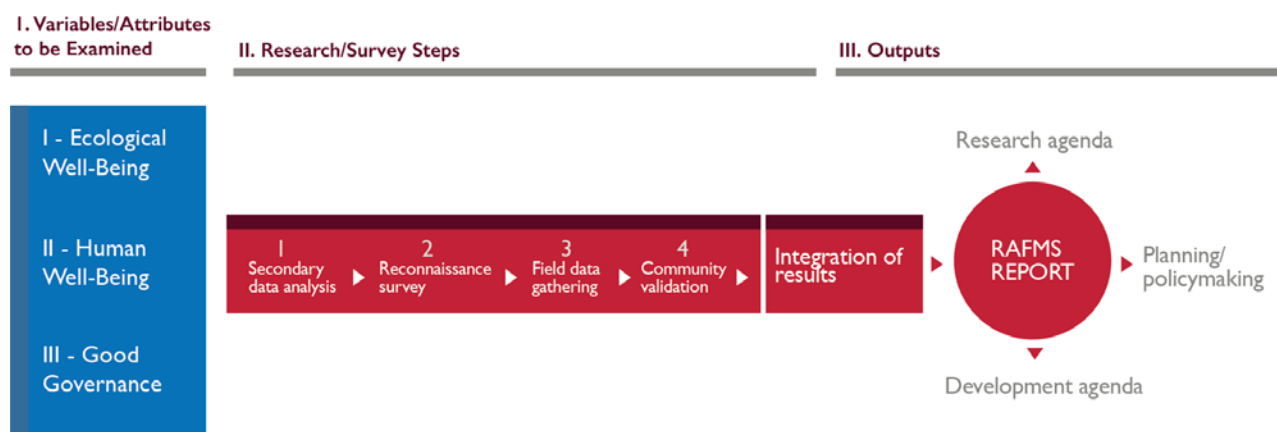 I. Variables/Attributes
to be Examined
II. Research/Survey Steps
III. Outputs
I - Ecological
Well-Being
II - Human
Well-Being
III - Good
Governance
1
Secondary
data analysis
2
Reconnaissance
survey
3
Field data
gathering
4
Community
validation
Integration of
results
Research agenda
RAFMS
REPORT
Planning/
policymaking
Development agenda